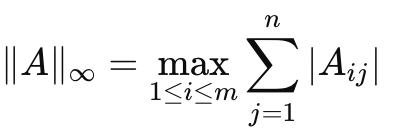 ‖A‖∞ = max_{1≤i≤m} ∑_{j=1}^{n} |A_{ij}|